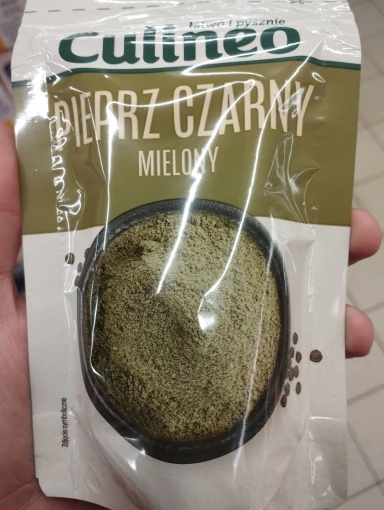 łatwo i pysznie
Culineo
PIEPRZ CZARNY
MIELONY
Zdjęcie symboliczne